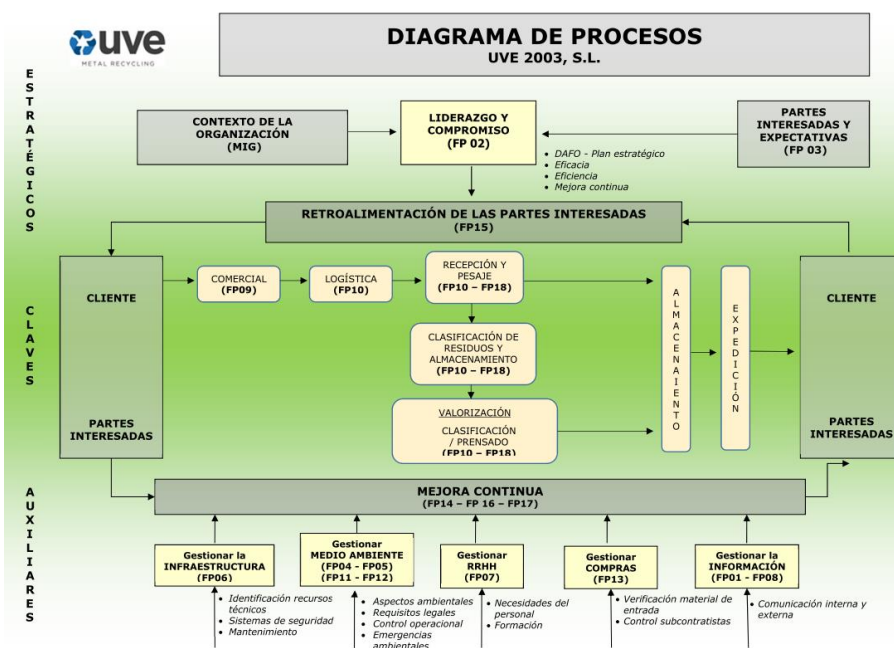 uve
METAL RECYCLING
DIAGRAMA DE PROCESOS
UVE 2003, S.L.
ESTRATÉGICOS
CONTEXTO DE LA
ORGANIZACIÓN
(MIG)
LIDERAZGO Y
COMPROMISO
(FP 02)
PARTES
INTERESADAS Y
EXPECTATIVAS
(FP 03)
• DAFO - Plan estratégico
• Eficacia
• Eficiencia
• Mejora continua
RETROALIMENTACIÓN DE LAS PARTES INTERESADAS
(FP15)
CLAVES
CLIENTE
PARTES
INTERESADAS
COMERCIAL
(FP09)
LOGÍSTICA
(FP10)
RECEPCIÓN Y
PESAJE
(FP10 – FP18)
CLASIFICACIÓN DE
RESIDUOS Y
ALMACENAMIENTO
(FP10 – FP18)
VALORIZACIÓN
CLASIFICACIÓN
/ PRENSADO
(FP10 – FP18)
ALMACENAIENTO
EXPEDICIÓN
CLIENTE
PARTES
INTERESADAS
AUXILIARES
MEJORA CONTINUA
(FP14 – FP 16 – FP17)
Gestionar la
INFRAESTRUCTURA
(FP06)
Gestionar
MEDIO AMBIENTE
(FP04 - FP05)
(FP11 - FP12)
Gestionar
RRHH
(FP07)
Gestionar
COMPRAS
(FP13)
Gestionar la
INFORMACIÓN
(FP01 - FP08)
• Identificación recursos
técnicos
• Sistemas de seguridad
• Mantenimiento
• Aspectos ambientales
• Requisitos legales
• Control operacional
• Emergencias
ambientales
• Necesidades del
personal
• Formación
• Verificación material de
entrada
• Control subcontratistas
• Comunicación interna y
externa